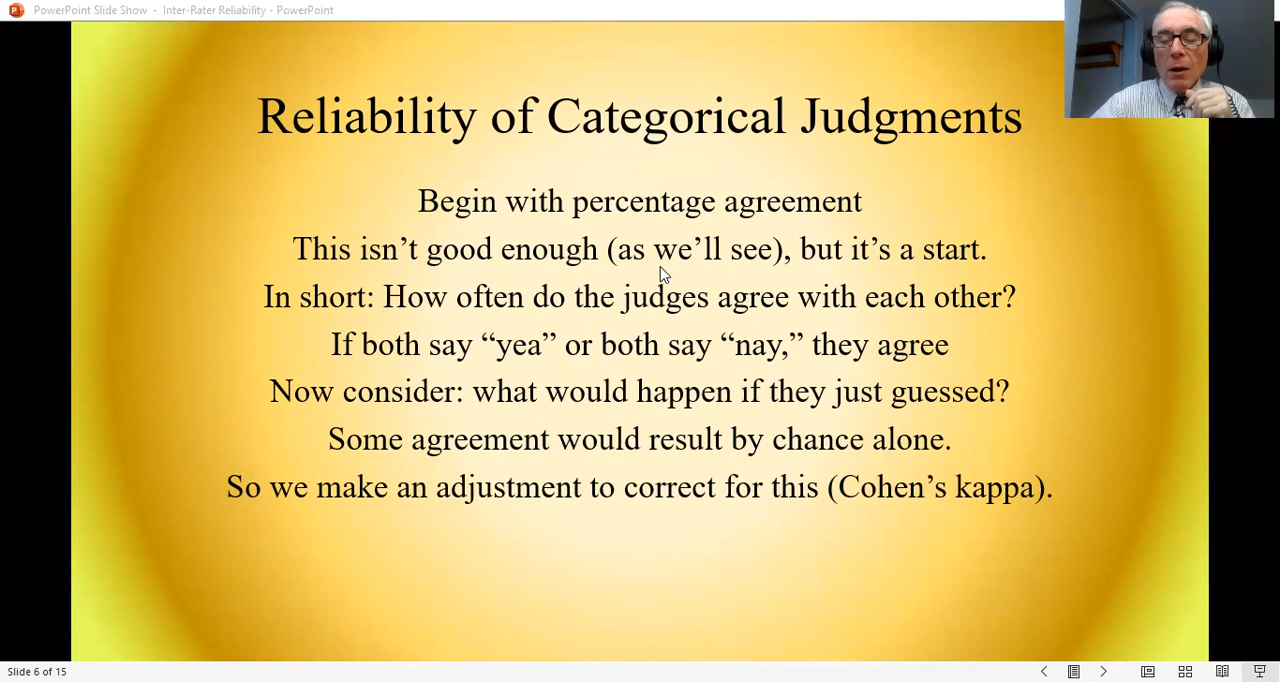 PowerPoint Slide Show - Inter-Rater Reliability - PowerPoint
Reliability of Categorical Judgments
Begin with percentage agreement
This isn’t good enough (as we’ll see), but it’s a start.
In short: How often do the judges agree with each other?
If both say “yea” or both say “nay,” they agree
Now consider: what would happen if they just guessed?
Some agreement would result by chance alone.
So we make an adjustment to correct for this (Cohen’s kappa).
Slide 6 of 15